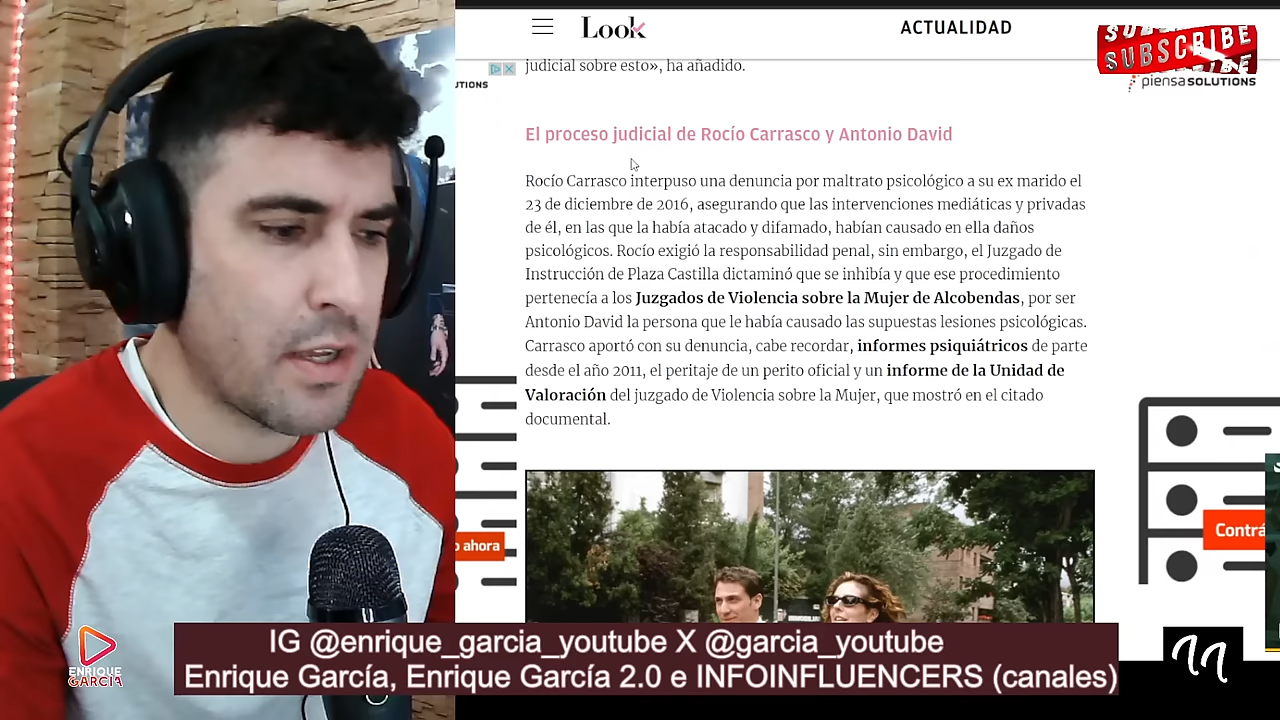 Look
ACTUALIDAD
SUBSCRIBE
SUBSCRIBE
UTIONS
piensaSOLUTIONS
judicial sobre esto», ha añadido.
El proceso judicial de Rocío Carrasco y Antonio David
Rocío Carrasco interpuso una denuncia por maltrato psicológico a su ex marido el
23 de diciembre de 2016, asegurando que las intervenciones mediáticas y privadas
de él, en las que la había atacado y difamado, habían causado en ella daños
psicológicos. Rocío exigió la responsabilidad penal, sin embargo, el Juzgado de
Instrucción de Plaza Castilla dictaminó que se inhibía y que ese procedimiento
pertenecía a los Juzgados de Violencia sobre la Mujer de Alcobendas, por ser
Antonio David la persona que le había causado las supuestas lesiones psicológicas.
Carrasco aportó con su denuncia, cabe recordar, informes psiquiátricos de parte
desde el año 2011, el peritaje de un perito oficial y un informe de la Unidad de
Valoración del juzgado de Violencia sobre la Mujer, que mostró en el citado
documental.
o ahora
Contrá
IG @enrique_garcia_youtube X @garcia_youtube
Enrique García, Enrique García 2.0 e INFOINFLUENCERS (canales)
ENRIQUE
GARCÍA